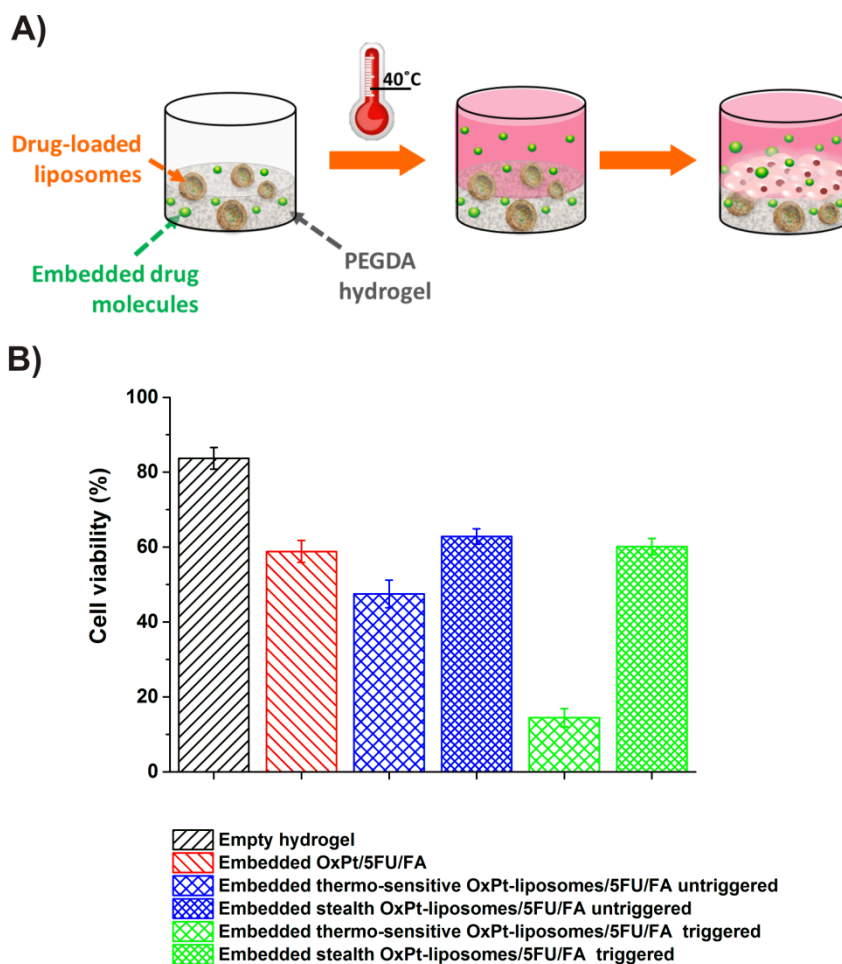 A)
40°C
Drug-loaded
liposomes
Embedded drug
molecules
PEGDA
hydrogel
B)
Cell viability (%)
100
80
60
40
20
0
Empty hydrogel
Embedded OxPt/5FU/FA
Embedded thermo-sensitive OxPt-liposomes/5FU/FA untriggered
Embedded stealth OxPt-liposomes/5FU/FA untriggered
Embedded thermo-sensitive OxPt-liposomes/5FU/FA triggered
Embedded stealth OxPt-liposomes/5FU/FA triggered